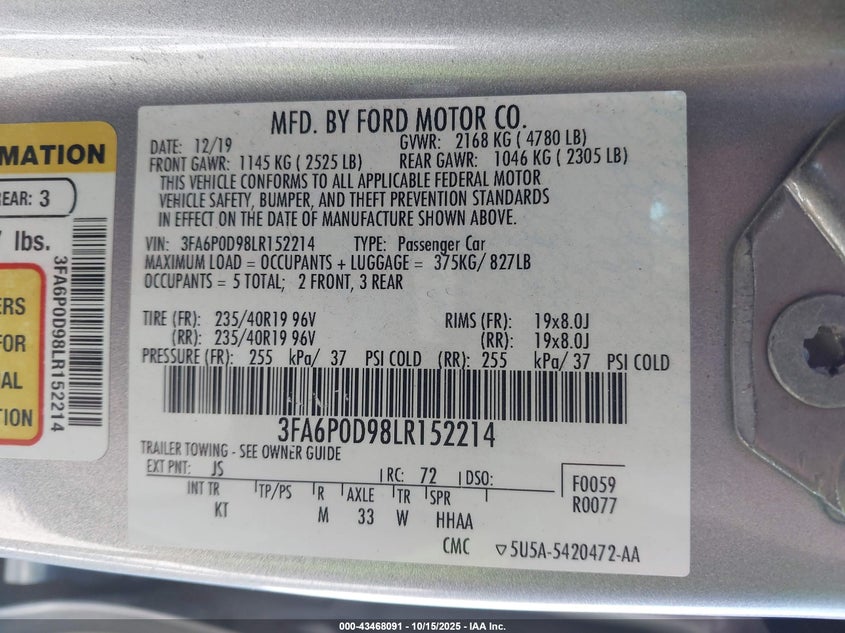 MATION
REAR: 3
lbs.
3FA6P0D98LR152214
ERS
FOR
AL
TION
MFD. BY FORD MOTOR CO.
DATE: 12/19 GVWR: 2168 KG ( 4780 LB)
FRONT GAWR: 1145 KG ( 2525 LB) REAR GAWR: 1046 KG ( 2305 LB)
THIS VEHICLE CONFORMS TO ALL APPLICABLE FEDERAL MOTOR
VEHICLE SAFETY, BUMPER, AND THEFT PREVENTION STANDARDS
IN EFFECT ON THE DATE OF MANUFACTURE SHOWN ABOVE.
VIN: 3FA6P0D98LR152214 TYPE: Passenger Car
MAXIMUM LOAD = OCCUPANTS + LUGGAGE = 375KG/ 827LB
OCCUPANTS = 5 TOTAL; 2 FRONT, 3 REAR
TIRE (FR): 235/40R19 96V RIMS (FR): 19x8.0J
(RR): 235/40R19 96V (RR): 19x8.0J
PRESSURE (FR): 255 kPa/ 37 PSI COLD (RR): 255 kPa/ 37 PSI COLD
3FA6P0D98LR152214
TRAILER TOWING - SEE OWNER GUIDE
EXT PNT: JS RC: 72 DSO: F0059
INT TR TP/PS R AXLE TR SPR R0077
KT M 33 W HHAA
CMC ▽5U5A-5420472-AA
000-43468091 - 10/15/2025 - IAA Inc.